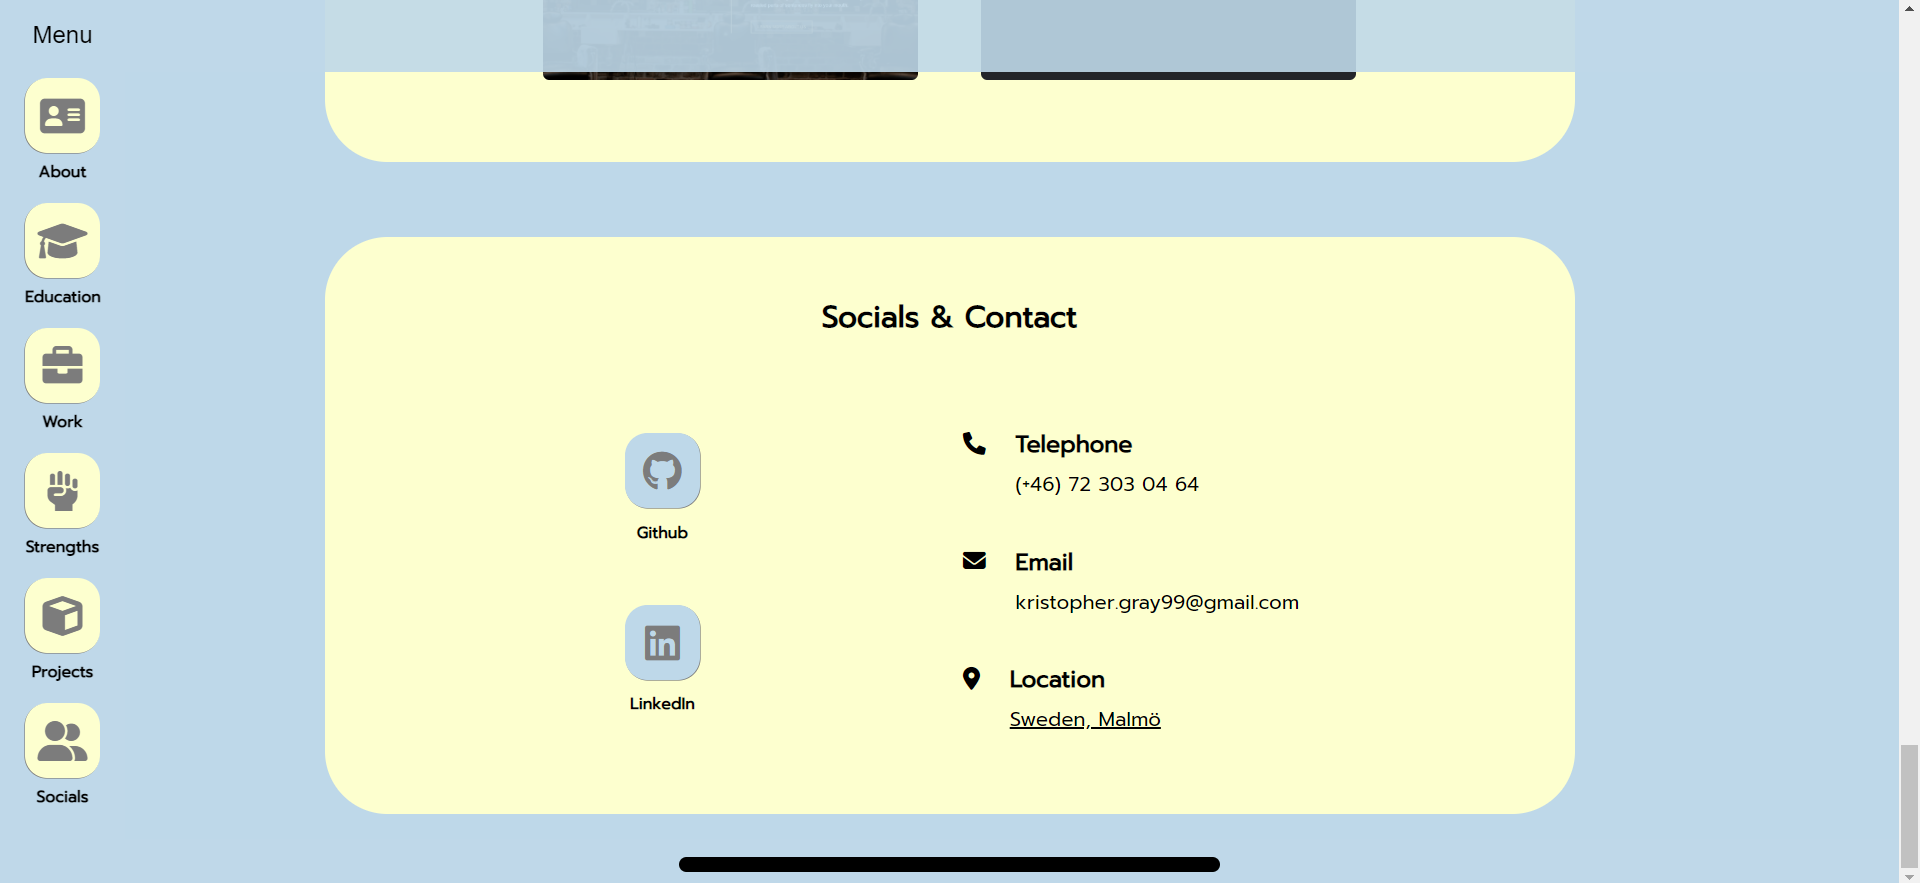 Menu
About
Education
Work
Strengths
Projects
Socials
Socials & Contact
Github
LinkedIn
Telephone
(+46) 72 303 04 64
Email
kristopher.gray99@gmail.com
Location
Sweden, Malmö